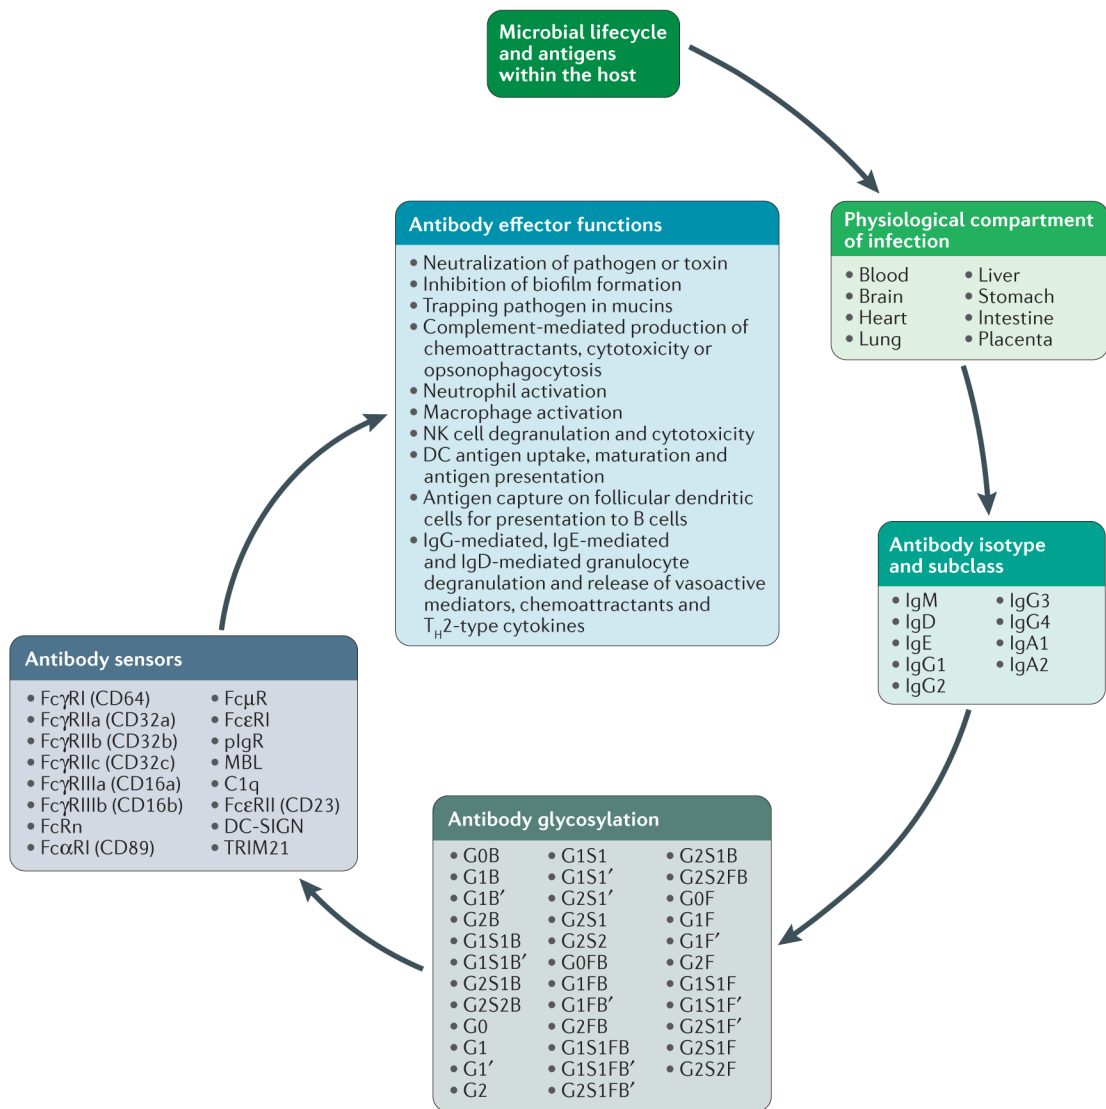 Microbial lifecycle
and antigens
within the host
Physiological compartment
of infection
• Blood
• Brain
• Heart
• Lung
• Liver
• Stomach
• Intestine
• Placenta
Antibody effector functions
• Neutralization of pathogen or toxin
• Inhibition of biofilm formation
• Trapping pathogen in mucins
• Complement-mediated production of
chemoattractants, cytotoxicity or
opsonophagocytosis
• Neutrophil activation
• Macrophage activation
• NK cell degranulation and cytotoxicity
• DC antigen uptake, maturation and
antigen presentation
• Antigen capture on follicular dendritic
cells for presentation to B cells
• IgG-mediated, IgE-mediated
and IgD-mediated granulocyte
degranulation and release of vasoactive
mediators, chemoattractants and
T_H2-type cytokines
Antibody isotype
and subclass
• IgM
• IgD
• IgE
• IgG1
• IgG2
• IgG3
• IgG4
• IgA1
• IgA2
Antibody sensors
• FcγRI (CD64)
• FcγRIIa (CD32a)
• FcγRIIb (CD32b)
• FcγRIIc (CD32c)
• FcγRIIIa (CD16a)
• FcγRIIIb (CD16b)
• FcRn
• FcαRI (CD89)
• FcμR
• FcεRI
• pIgR
• MBL
• C1q
• FcεRII (CD23)
• DC-SIGN
• TRIM21
Antibody glycosylation
• G0B
• G1B
• G1B′
• G2B
• G1S1B
• G1S1B′
• G2S1B
• G2S2B
• G0
• G1
• G1′
• G2
• G1S1
• G1S1′
• G2S1′
• G2S1
• G2S2
• G0FB
• G1FB
• G1FB′
• G2FB
• G1S1FB
• G1S1FB′
• G2S1FB′
• G2S1B
• G2S2FB
• G0F
• G1F
• G1F′
• G2F
• G1S1F
• G1S1F′
• G2S1F′
• G2S1F
• G2S2F